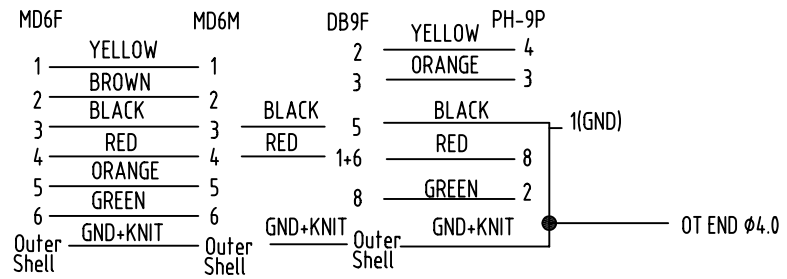 MD6F MD6M DB9F PH-9P
YELLOW
2 YELLOW 4
1 1
ORANGE
3 3
BROWN
2 2
BLACK BLACK BLACK
3 3 5 1(GND)
RED RED RED
4 4 1+6 8
ORANGE
5 5
GREEN GREEN
8 2
6 6
GND+KNIT GND+KNIT GND+KNIT OT END φ4.0
Outer Outer Outer
Shell Shell Shell